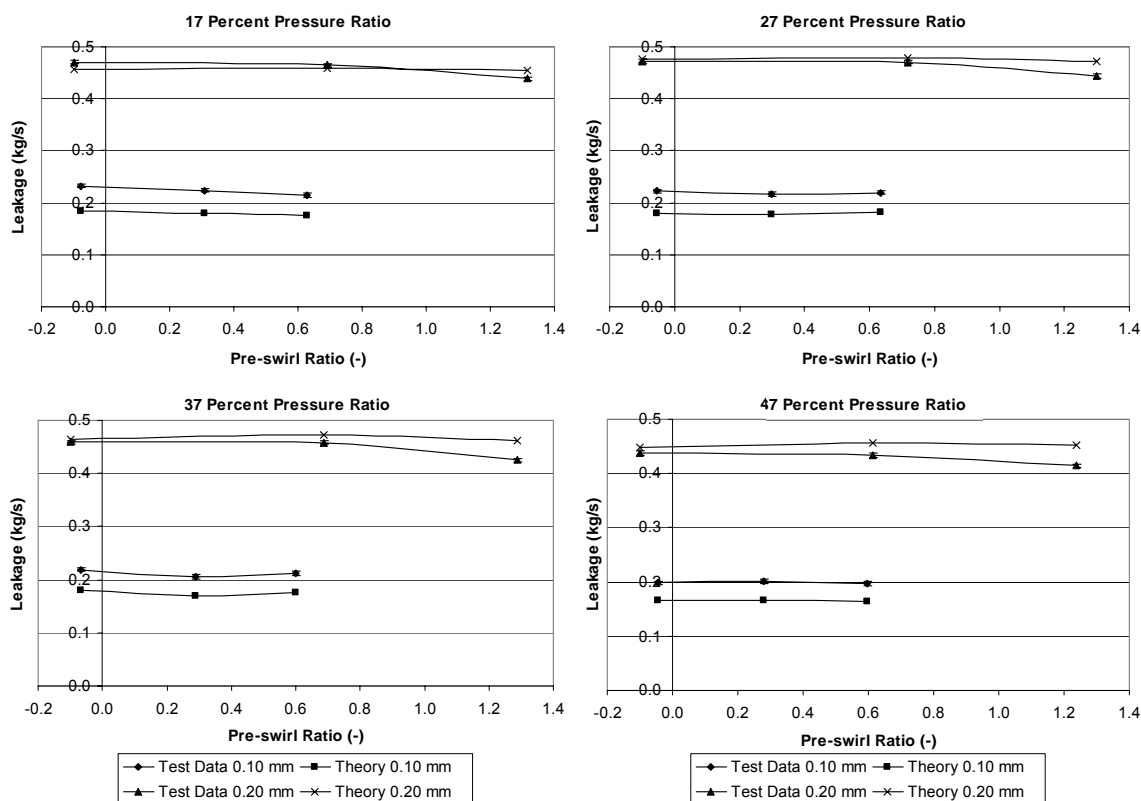 17 Percent Pressure Ratio
0.5
0.4
0.3
0.2
0.1
0.0
-0.2 0.0 0.2 0.4 0.6 0.8 1.0 1.2 1.4
Leakage (kg/s)
Pre-swirl Ratio (-)
27 Percent Pressure Ratio
0.5
0.4
0.3
0.2
0.1
0.0
-0.2 0.0 0.2 0.4 0.6 0.8 1.0 1.2 1.4
Leakage (kg/s)
Pre-swirl Ratio (-)
37 Percent Pressure Ratio
0.5
0.4
0.3
0.2
0.1
0.0
-0.2 0.0 0.2 0.4 0.6 0.8 1.0 1.2 1.4
Leakage (kg/s)
Pre-swirl Ratio (-)
Test Data 0.10 mm Theory 0.10 mm
Test Data 0.20 mm Theory 0.20 mm
47 Percent Pressure Ratio
0.5
0.4
0.3
0.2
0.1
0.0
-0.2 0.0 0.2 0.4 0.6 0.8 1.0 1.2 1.4
Leakage (kg/s)
Pre-swirl Ratio (-)
Test Data 0.10 mm Theory 0.10 mm
Test Data 0.20 mm Theory 0.20 mm